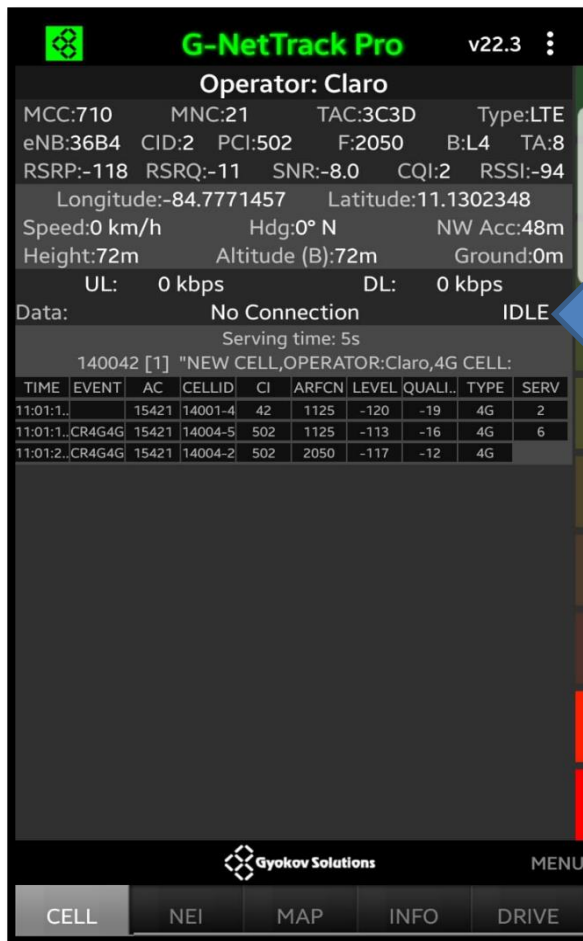 G-NetTrack Pro v22.3
Operator: Claro
MCC:710 MNC:21 TAC:3C3D Type:LTE
eNB:36B4 CID:2 PCI:502 F:2050 B:L4 TA:8
RSRP:-118 RSRQ:-11 SNR:-8.0 CQI:2 RSSI:-94
Longitude:-84.7771457 Latitude:11.1302348
Speed:0 km/h Hdg:0° N NW Acc:48m
Height:72m Altitude (B):72m Ground:0m
UL: 0 kbps DL: 0 kbps
Data: No Connection IDLE
Serving time: 5s
140042 [1] "NEW CELL,OPERATOR:Claro,4G CELL:
TIME EVENT AC CELLID CI ARFCN LEVEL QUALI.. TYPE SERV
11:01:1.. 15421 14001-4 42 1125 -120 -19 4G 2
11:01:1.. CR4G4G 15421 14004-5 502 1125 -113 -16 4G 6
11:01:2.. CR4G4G 15421 14004-2 502 2050 -117 -12 4G
Gyokov Solutions MENU
CELL NEI MAP INFO DRIVE